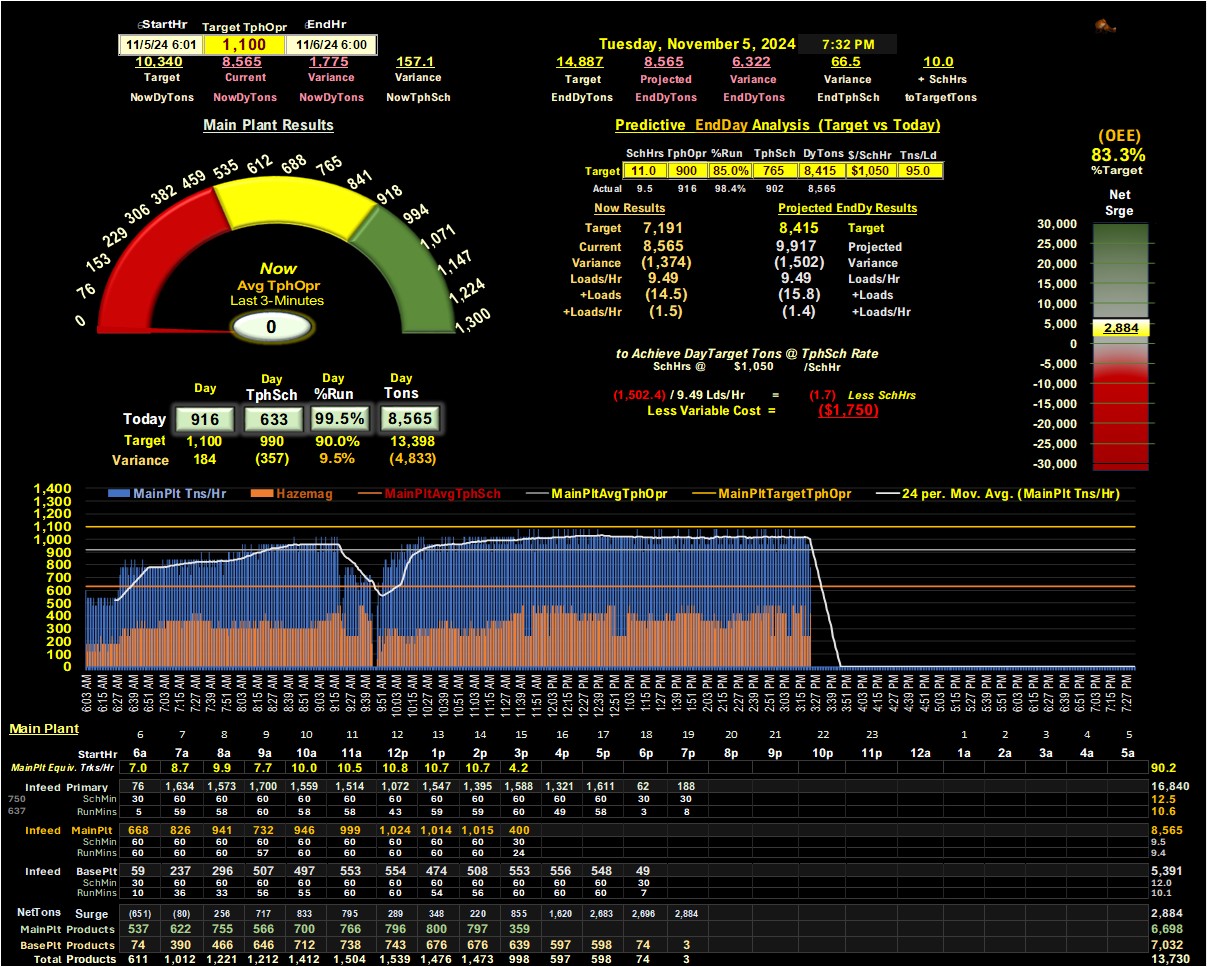 StartHr Target TphOpr EndHr
11/5/24 6:01 1,100 11/6/24 6:00
Tuesday, November 5, 2024 7:32 PM
10,340 8,565 1,775 157.1 14,887 8,565 6,322 66.5 10.0
Target Current Variance Variance Target Projected Variance Variance + SchHrs
NowDyTons NowDyTons NowDyTons NowTphSch EndDyTons EndDyTons EndDyTons EndTphSch toTargetTons
Main Plant Results
0 76 153 229 306 382 459 535 612 688 765 841 918 994 1,071 1,147 1,224 1,300
Now
Avg TphOpr
Last 3-Minutes
0
Day Day TphSch Day %Run Day Tons
Today 916 633 99.5% 8,565
Target 1,100 990 90.0% 13,398
Variance 184 (357) 9.5% (4,833)
Predictive EndDay Analysis (Target vs Today)
SchHrs TphOpr %Run TphSch DyTons $/SchHr Tns/Ld
Target 11.0 900 85.0% 765 8,415 $1,050 95.0
Actual 9.5 916 98.4% 902 8,565
Now Results Projected EndDy Results
Target 7,191 8,415 Target
Current 8,565 9,917 Projected
Variance (1,374) (1,502) Variance
Loads/Hr 9.49 9.49 Loads/Hr
+Loads (14.5) (15.8) +Loads
+Loads/Hr (1.5) (1.4) +Loads/Hr
to Achieve DayTarget Tons @ TphSch Rate
SchHrs @ $1,050 /SchHr
(1,502.4) / 9.49 Lds/Hr = (1.7) Less SchHrs
Less Variable Cost = ($1,750)
(OEE)
83.3%
%Target
Net
Srge
30,000
25,000
20,000
15,000
10,000
5,000
2,884
0
-5,000
-10,000
-15,000
-20,000
-25,000
-30,000
MainPlt Tns/Hr Hazemag MainPltAvgTphSch MainPltAvgTphOpr MainPltTargetTphOpr 24 per. Mov. Avg. (MainPlt Tns/Hr)
1,400
1,300
1,200
1,100
1,000
900
800
700
600
500
400
300
200
100
0
6:03 AM 6:15 AM 6:27 AM 6:39 AM 6:51 AM 7:03 AM 7:15 AM 7:27 AM 7:39 AM 7:51 AM 8:03 AM 8:15 AM 8:27 AM 8:39 AM 8:51 AM 9:03 AM 9:15 AM 9:27 AM 9:39 AM 9:51 AM 10:03 AM 10:15 AM 10:27 AM 10:39 AM 10:51 AM 11:03 AM 11:15 AM 11:27 AM 11:39 AM 11:51 AM 12:03 PM 12:15 PM 12:27 PM 12:39 PM 12:51 PM 1:03 PM 1:15 PM 1:27 PM 1:39 PM 1:51 PM 2:03 PM 2:15 PM 2:27 PM 2:39 PM 2:51 PM 3:03 PM 3:15 PM 3:27 PM 3:39 PM 3:51 PM 4:03 PM 4:15 PM 4:27 PM 4:39 PM 4:51 PM 5:03 PM 5:15 PM 5:27 PM 5:39 PM 5:51 PM 6:03 PM 6:15 PM 6:27 PM 6:39 PM 6:51 PM 7:03 PM 7:15 PM 7:27 PM
Main Plant 6 7 8 9 10 11 12 13 14 15 16 17 18 19 20 21 22 23 1 2 3 4 5
StartHr 6a 7a 8a 9a 10a 11a 12p 1p 2p 3p 4p 5p 6p 7p 8p 9p 10p 11p 12a 1a 2a 3a 4a 5a
MainPlt Equiv. Trks/Hr 7.0 8.7 9.9 7.7 10.0 10.5 10.8 10.7 10.7 4.2 90.2
Infeed Primary 76 1,634 1,573 1,700 1,559 1,514 1,072 1,547 1,395 1,588 1,321 1,611 62 188 16,840
750 SchMin 30 60 60 60 60 60 60 60 60 60 60 60 30 30 12.5
637 RunMins 5 59 58 60 58 58 43 59 59 60 49 58 3 8 10.6
Infeed MainPlt 668 826 941 732 946 999 1,024 1,014 1,015 400 8,565
SchMin 60 60 60 60 60 60 60 60 60 30 9.5
RunMins 60 60 60 57 60 60 60 60 60 24 9.4
Infeed BasePlt 59 237 296 507 497 553 554 474 508 553 556 548 49 5,391
SchMin 30 60 60 60 60 60 60 60 60 60 60 60 30 12.0
RunMins 10 36 33 56 55 60 60 54 56 60 60 60 7 10.1
NetTons Surge (651) (80) 256 717 833 795 289 348 220 855 1,620 2,683 2,696 2,884 2,884
MainPlt Products 537 622 755 566 700 766 796 800 797 359 6,698
BasePlt Products 74 390 466 646 712 738 743 676 676 639 597 598 74 3 7,032
Total Products 611 1,012 1,221 1,212 1,412 1,504 1,539 1,476 1,473 998 597 598 74 3 13,730